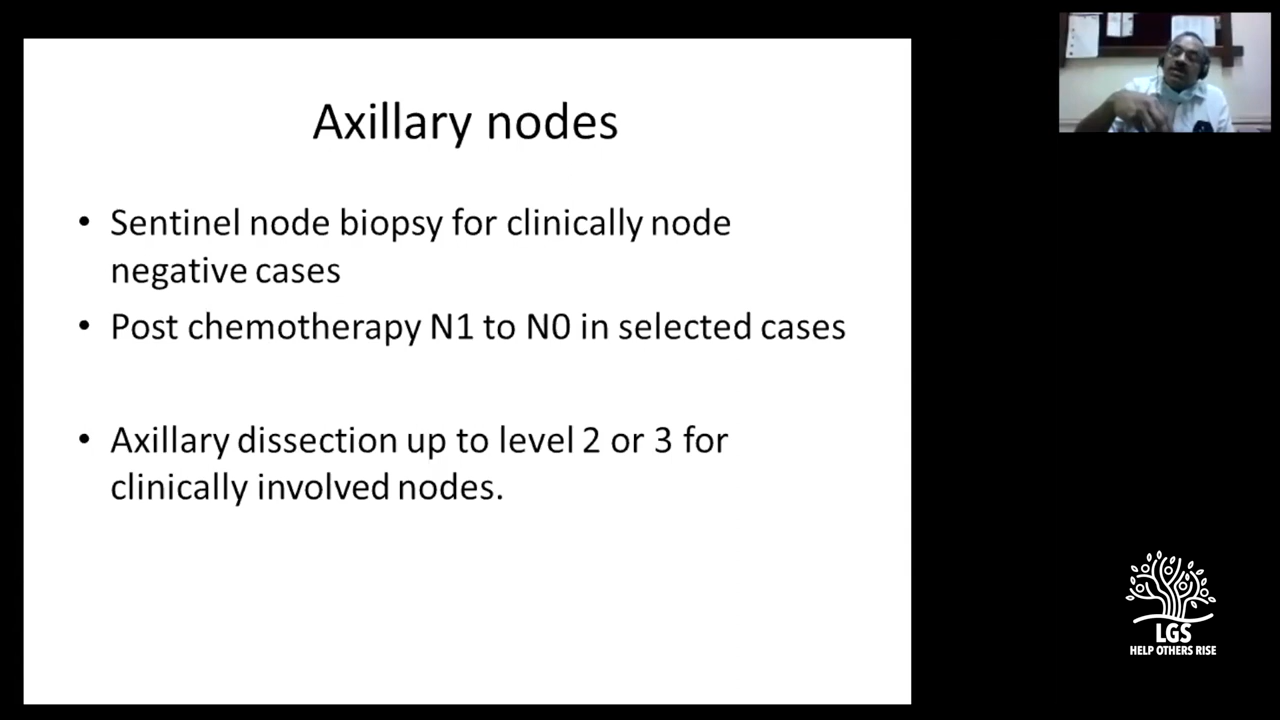 Axillary nodes
• Sentinel node biopsy for clinically node
negative cases
• Post chemotherapy N1 to N0 in selected cases
• Axillary dissection up to level 2 or 3 for
clinically involved nodes.
LGS
HELP OTHERS RISE